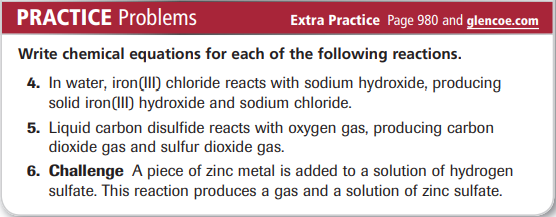 PRACTICE Problems
Extra Practice Page 980 and glencoe.com
Write chemical equations for each of the following reactions.
4. In water, iron(III) chloride reacts with sodium hydroxide, producing
solid iron(III) hydroxide and sodium chloride.
5. Liquid carbon disulfide reacts with oxygen gas, producing carbon
dioxide gas and sulfur dioxide gas.
6. Challenge A piece of zinc metal is added to a solution of hydrogen
sulfate. This reaction produces a gas and a solution of zinc sulfate.